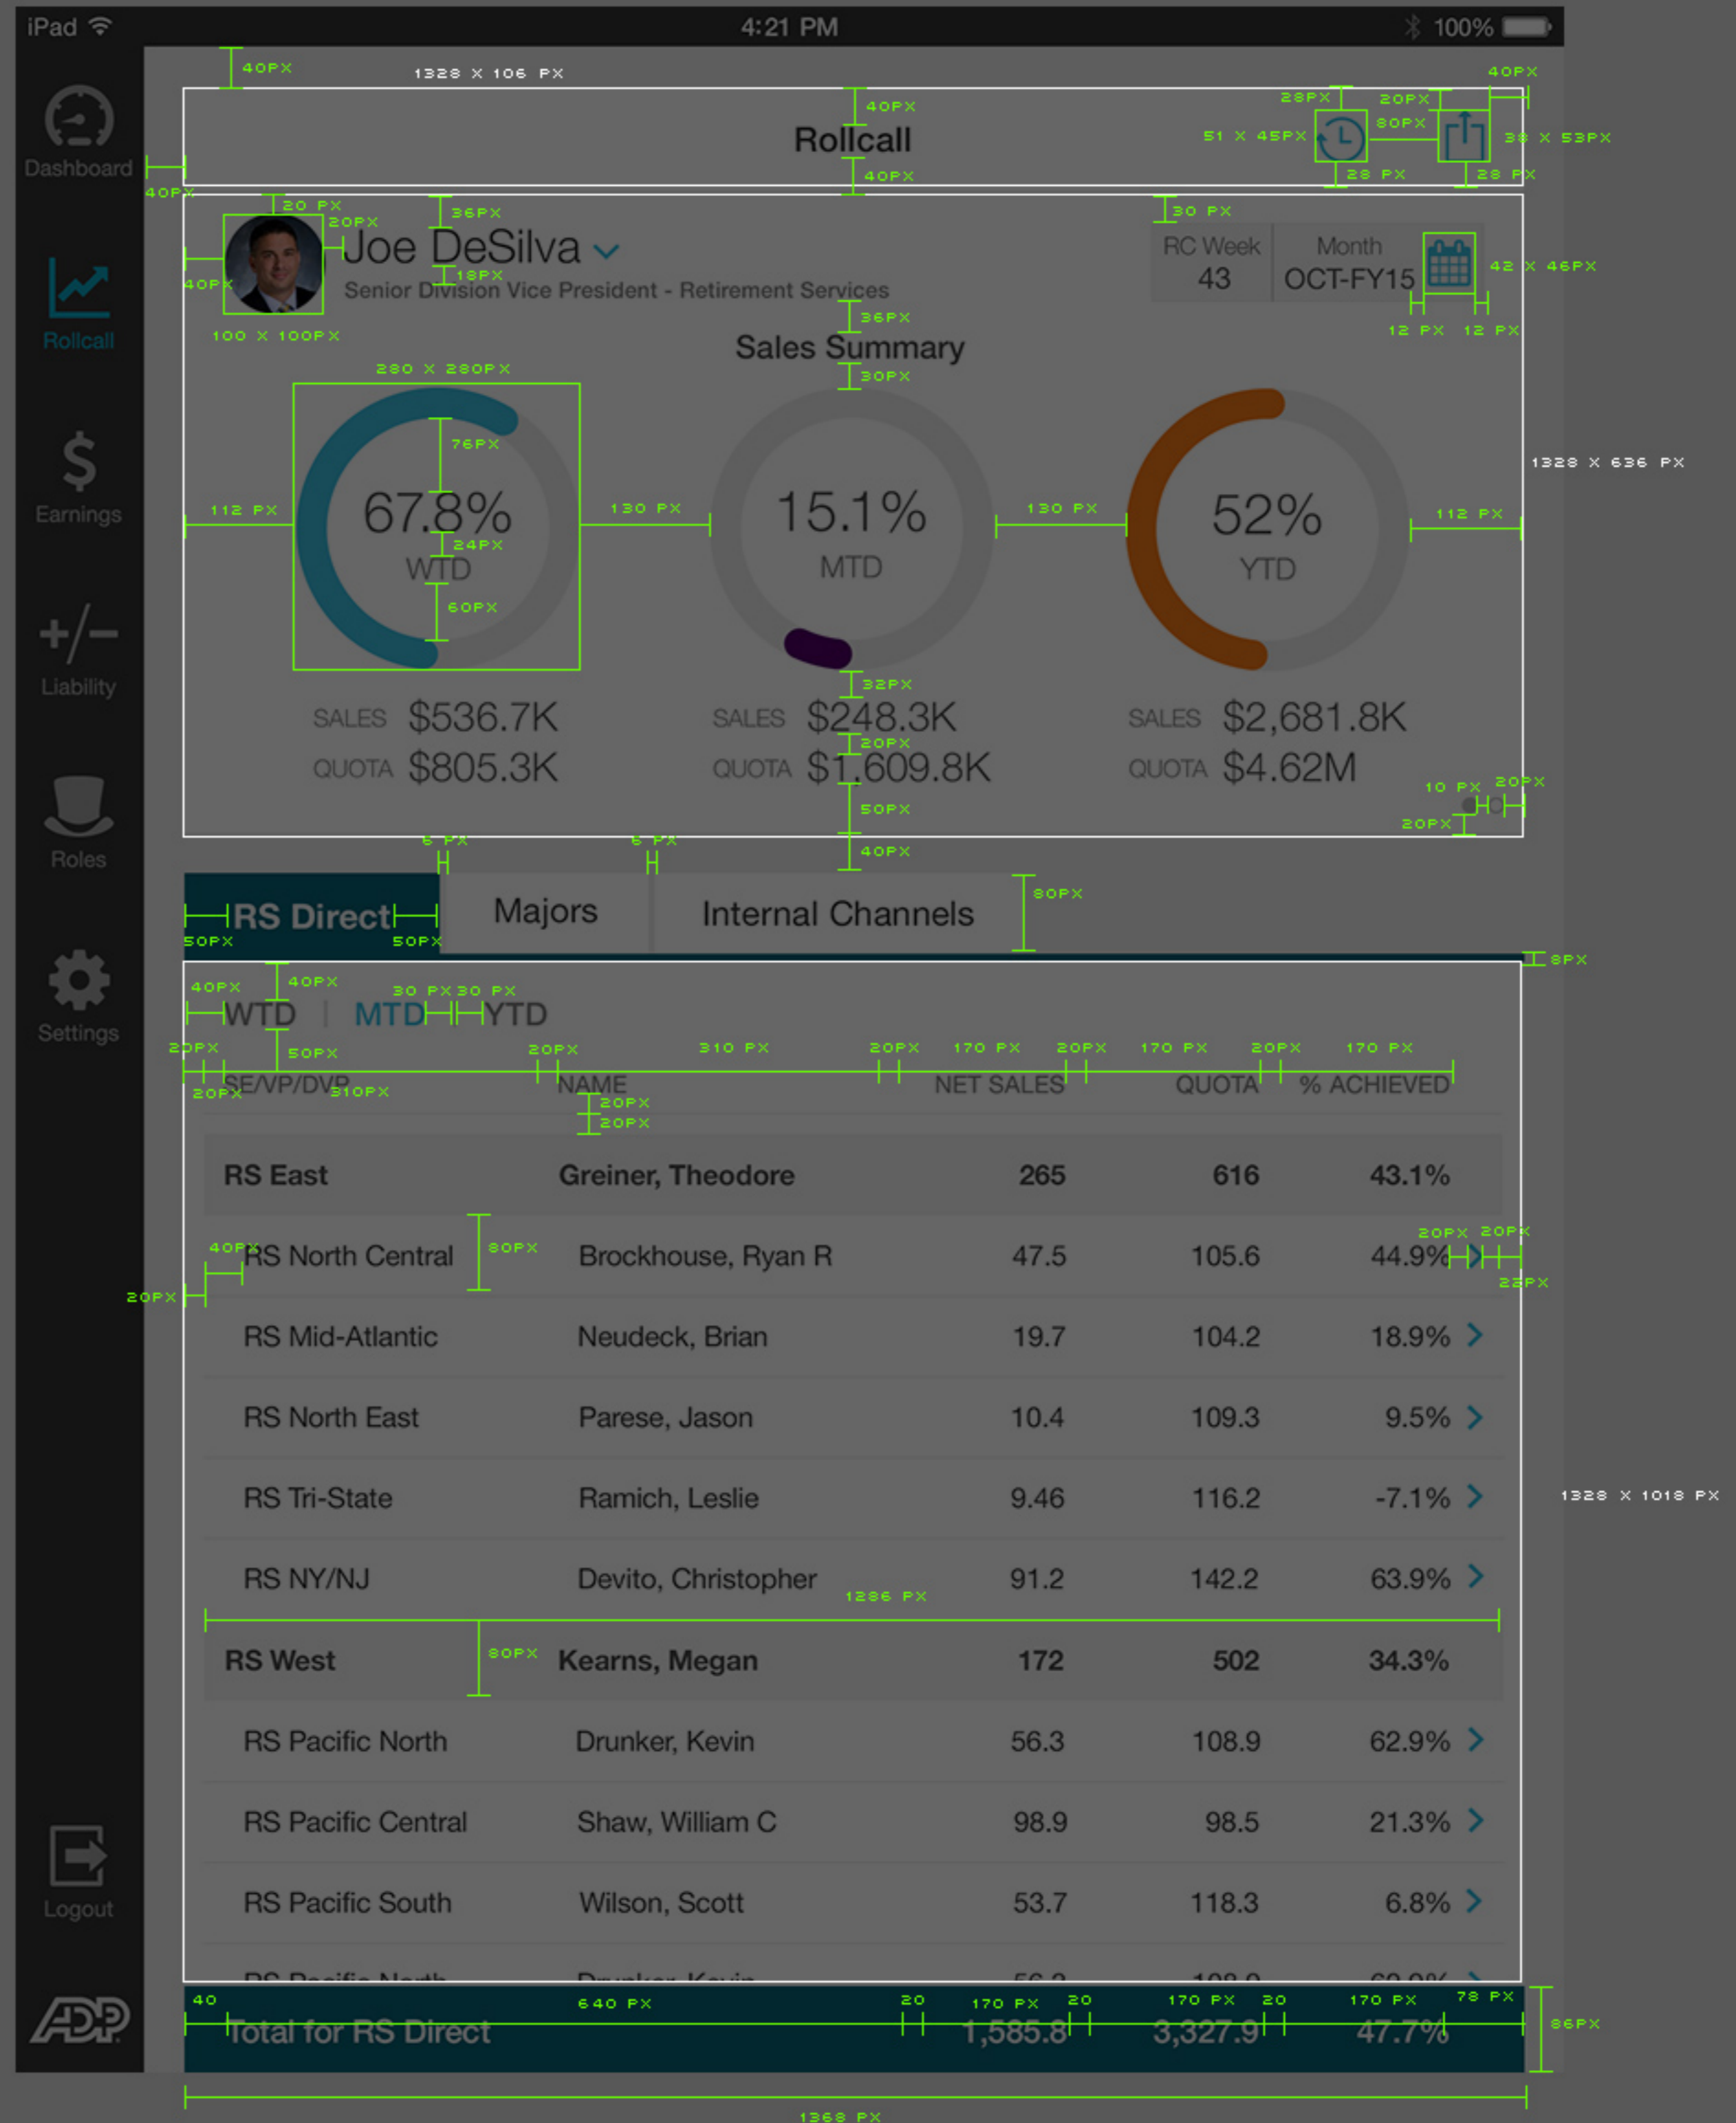 iPad 4:21 PM 100%
40PX 1328 X 106 PX 40PX
40PX 28PX 20PX
Dashboard Rollcall 51 X 45PX 80PX 38 X 53PX
40PX 40PX 28 PX 28 PX
20 PX 20PX 36PX 30 PX
Joe DeSilva RC Week Month
40PX 18PX 43 OCT-FY15 42 X 46PX
Senior Division Vice President - Retirement Services
100 X 100PX 36PX 12 PX 12 PX
Rollcall Sales Summary
280 X 280PX 30PX
76PX
1328 X 636 PX
Earnings 112 PX 67.8% 130 PX 15.1% 130 PX 52% 112 PX
24PX
WTD MTD YTD
60PX
+/−
Liability 32PX
SALES $536.7K SALES $248.3K SALES $2,681.8K
20PX
QUOTA $805.3K QUOTA $1,609.8K QUOTA $4.62M
10 PX 20PX
50PX
20PX
6 PX 6 PX 40PX
Roles
80PX
RS Direct Majors Internal Channels
50PX 50PX
8PX
40PX 40PX 30 PX 30 PX
WTD | MTD YTD
Settings
20PX 50PX 20PX 310 PX 20PX 170 PX 20PX 170 PX 20PX 170 PX
SE/VP/DVP NAME NET SALES QUOTA % ACHIEVED
20PX 310PX 20PX
20PX
RS East Greiner, Theodore 265 616 43.1%
20PX 20PX
40PX RS North Central 80PX Brockhouse, Ryan R 47.5 105.6 44.9%
20PX 22PX
RS Mid-Atlantic Neudeck, Brian 19.7 104.2 18.9%
RS North East Parese, Jason 10.4 109.3 9.5%
RS Tri-State Ramich, Leslie 9.46 116.2 -7.1%
1328 X 1018 PX
RS NY/NJ Devito, Christopher 91.2 142.2 63.9%
1286 PX
RS West 80PX Kearns, Megan 172 502 34.3%
RS Pacific North Drunker, Kevin 56.3 108.9 62.9%
RS Pacific Central Shaw, William C 98.9 98.5 21.3%
RS Pacific South Wilson, Scott 53.7 118.3 6.8%
Logout
RS Pacific North Drunker, Kevin 56.3 108.9 62.9%
ADP
40 640 PX 20 170 PX 20 170 PX 20 170 PX 78 PX
Total for RS Direct 1,585.8 3,327.9 47.7% 86PX
1368 PX